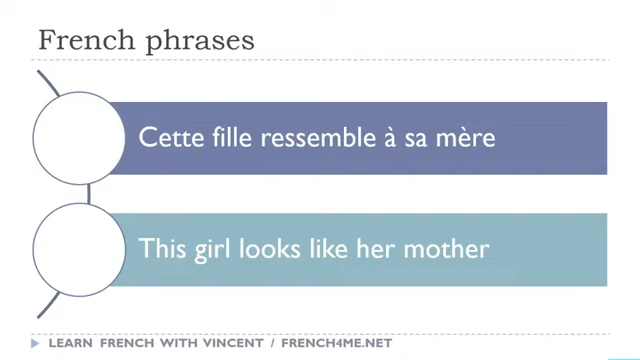 French phrases
Cette fille ressemble à sa mère
This girl looks like her mother
LEARN FRENCH WITH VINCENT / FRENCH4ME.NET